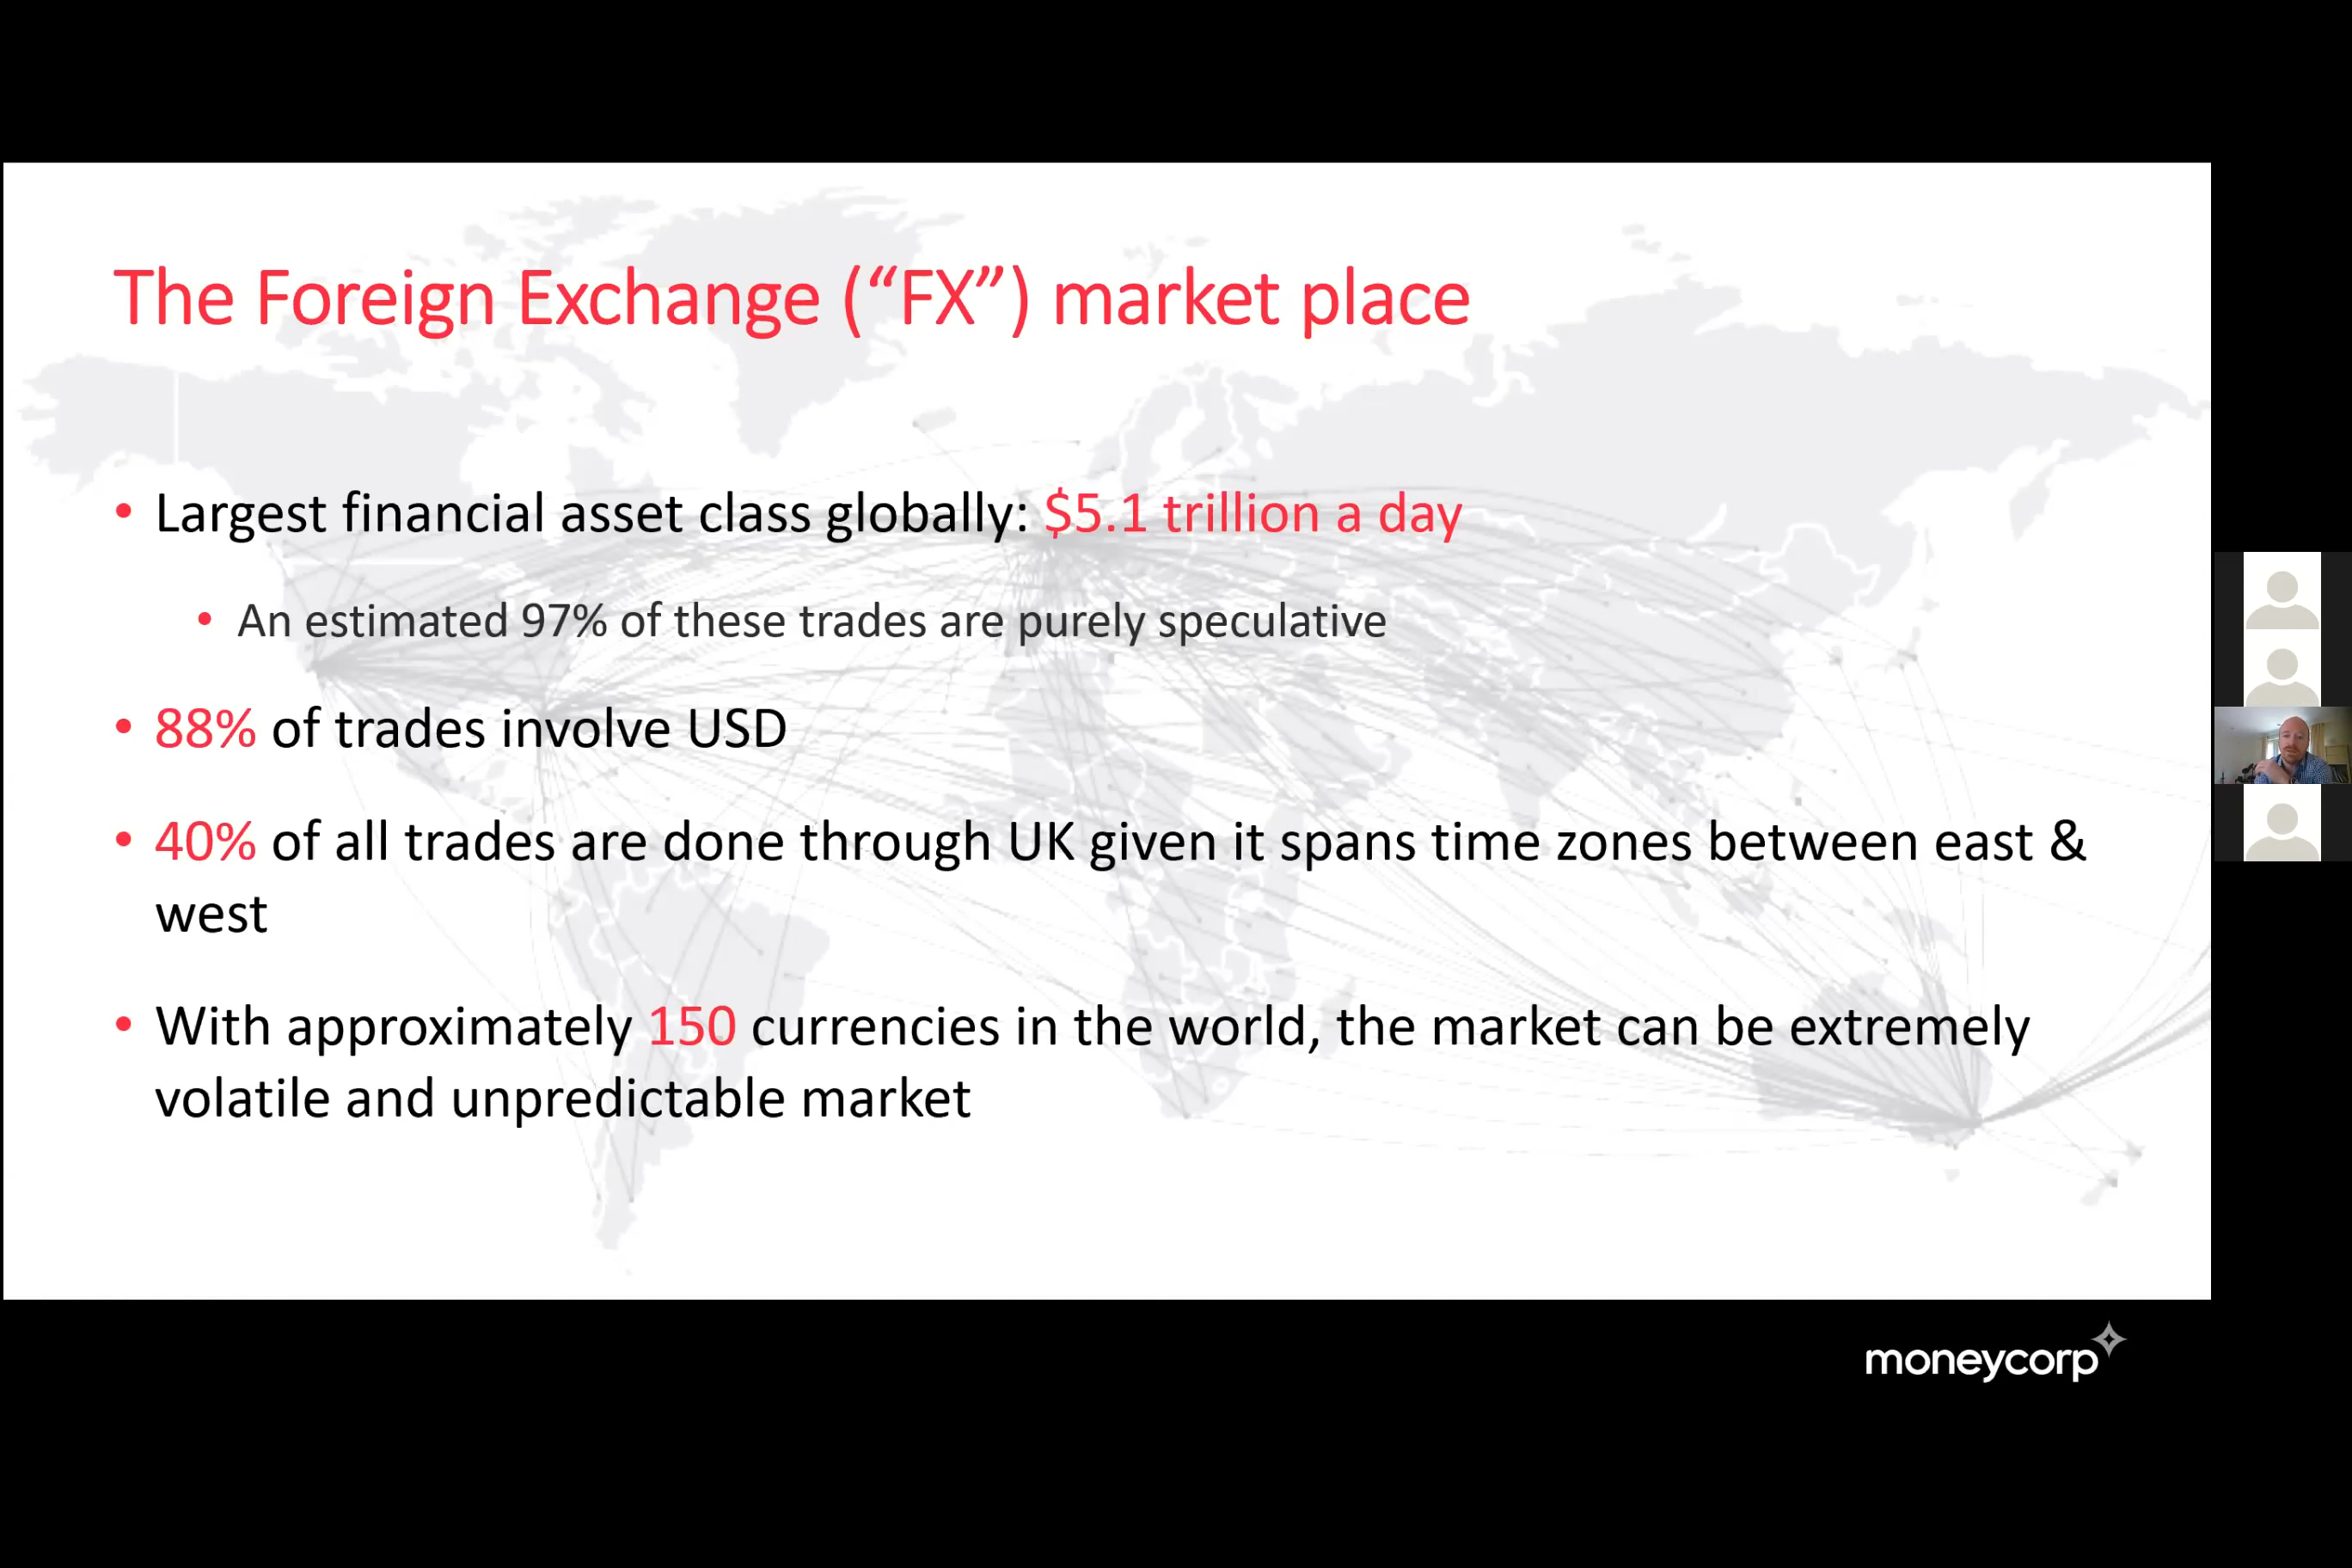 The Foreign Exchange (“FX”) market place
• Largest financial asset class globally: $5.1 trillion a day
• An estimated 97% of these trades are purely speculative
• 88% of trades involve USD
• 40% of all trades are done through UK given it spans time zones between east &
west
• With approximately 150 currencies in the world, the market can be extremely
volatile and unpredictable market
moneycorp